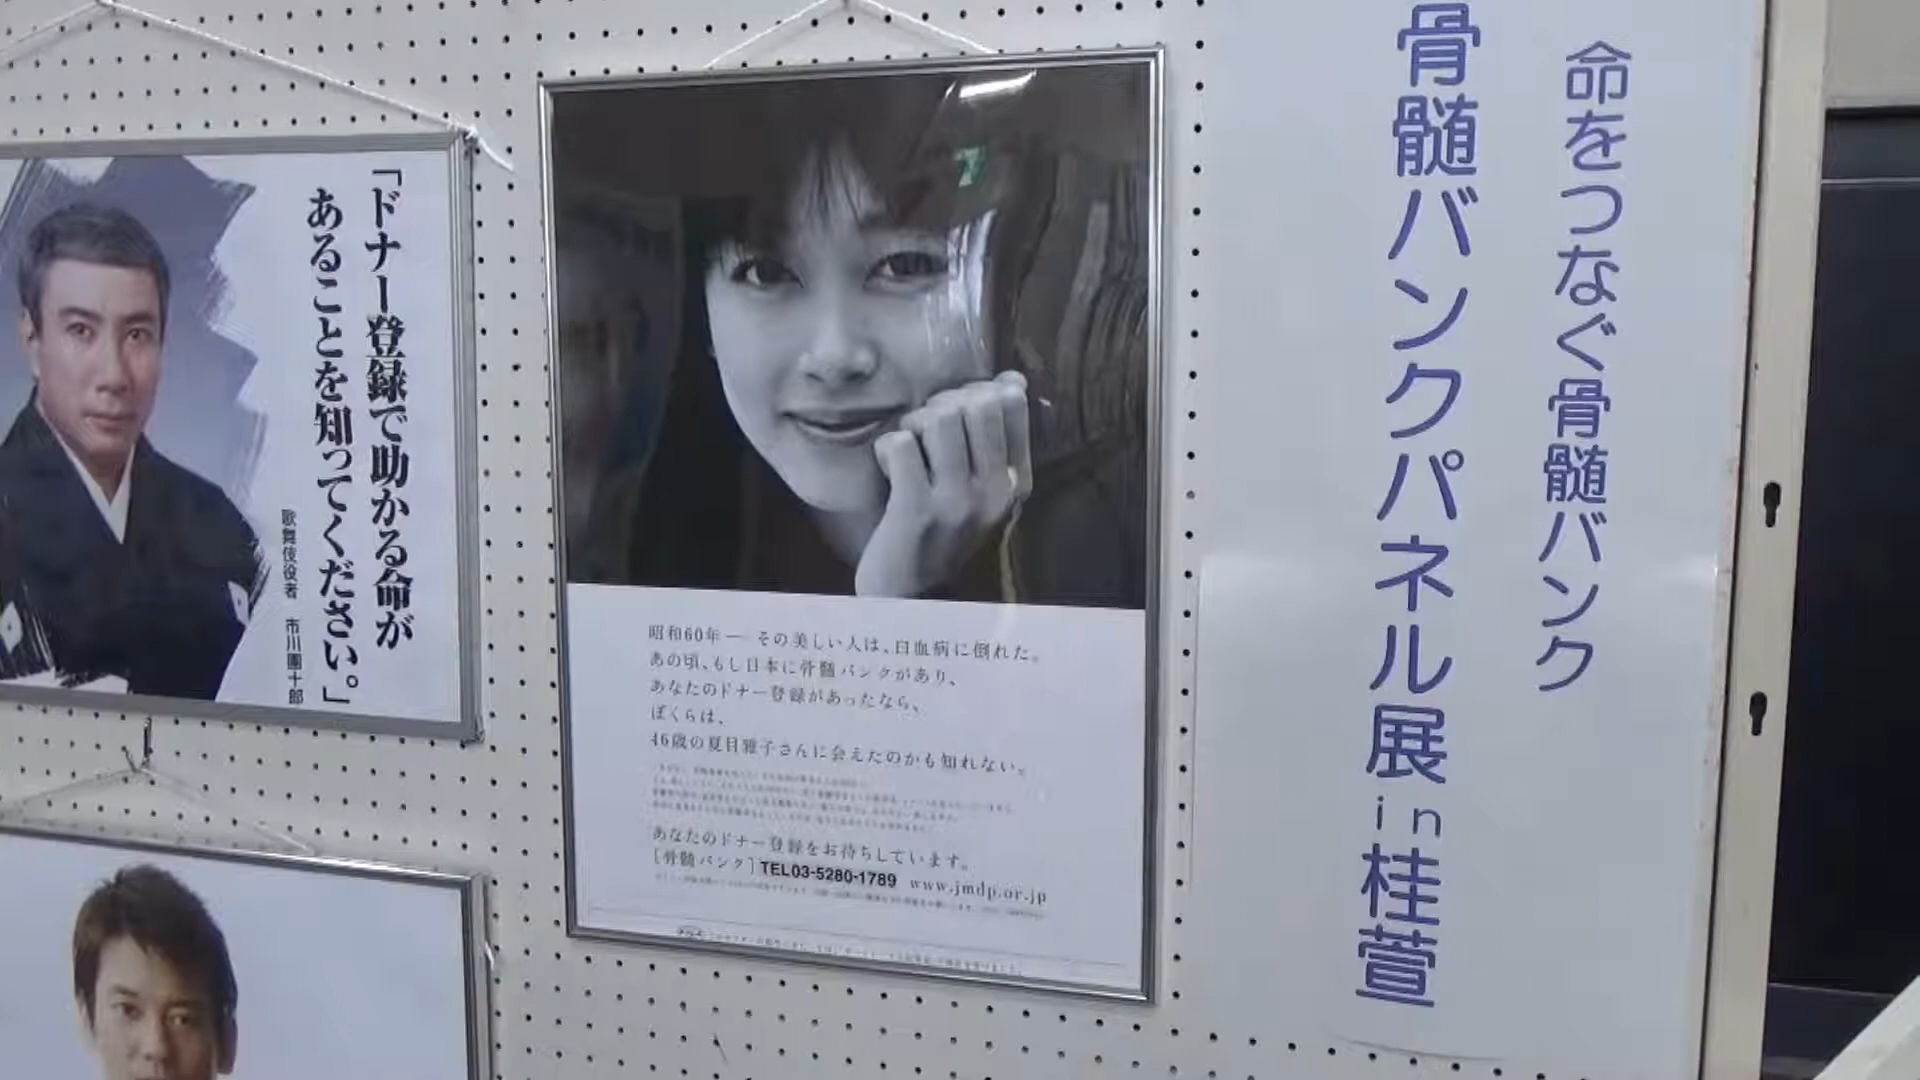 命をつなぐ骨髄バンク
骨髄バンクパネル展in桂萱
「ドナー登録で助かる命が
あることを知ってください。」
歌舞伎役者 市川團十郎
昭和60年―その美しい人は、白血病に倒れた。
あの頃、もし日本に骨髄バンクがあり、
あなたのドナー登録があったなら、
ぼくらは、
46歳の夏目雅子さんに会えたのかも知れない。
あなたのドナー登録をお待ちしています。
［骨髄バンク］TEL03-5280-1789 www.jmdp.or.jp